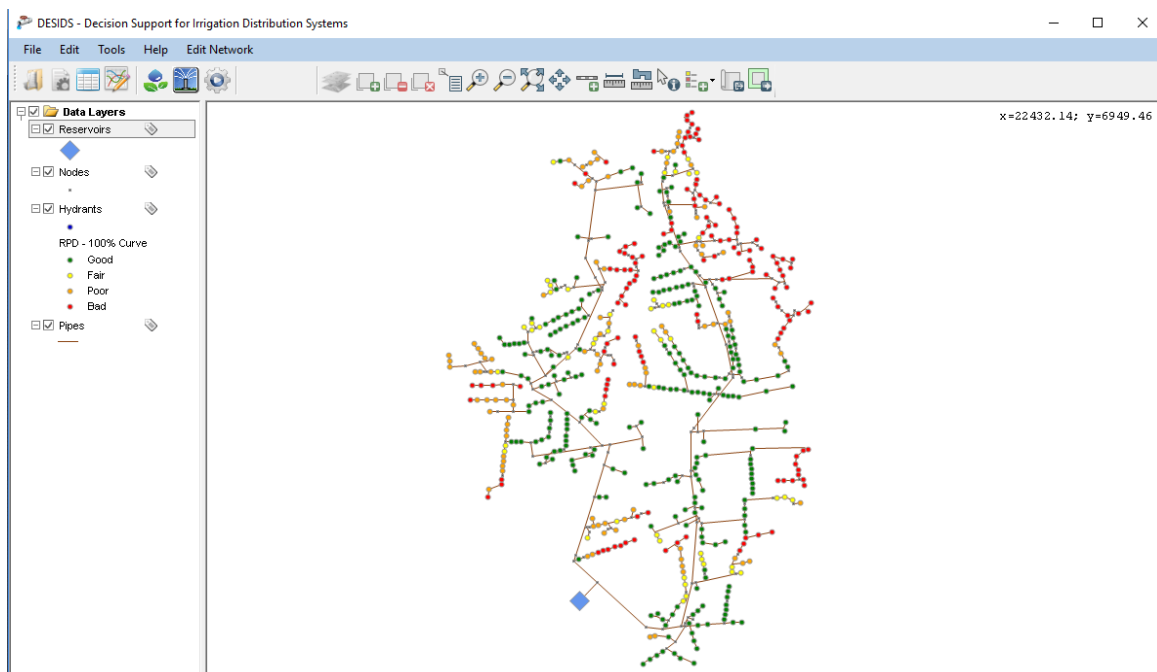 DESIDS - Decision Support for Irrigation Distribution Systems
File Edit Tools Help Edit Network
x=22432.14; y=6949.46
Data Layers
Reservoirs
Nodes
Hydrants
RPD - 100% Curve
Good
Fair
Poor
Bad
Pipes